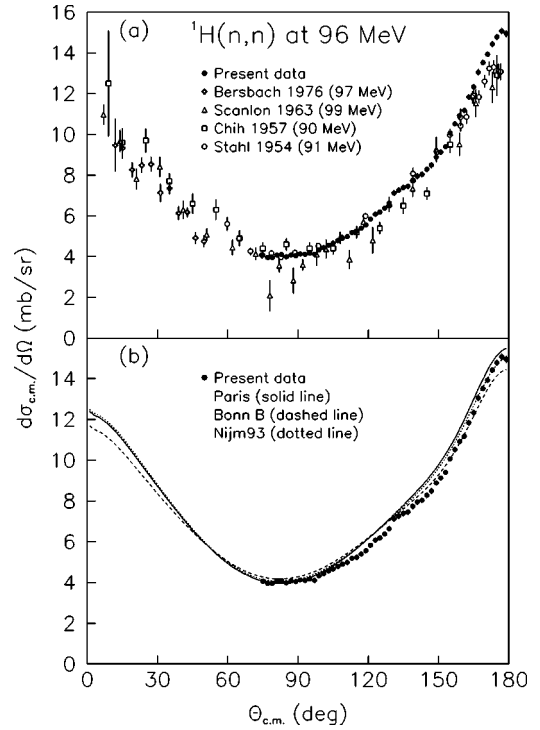 (a)
¹H(n,n) at 96 MeV
Present data
Bersbach 1976 (97 MeV)
Scanlon 1963 (99 MeV)
Chih 1957 (90 MeV)
Stahl 1954 (91 MeV)
16
14
12
10
8
6
4
2
0
dσc.m./dΩ (mb/sr)
(b)
Present data
Paris (solid line)
Bonn B (dashed line)
Nijm93 (dotted line)
14
12
10
8
6
4
2
0
0 30 60 90 120 150 180
Θc.m. (deg)